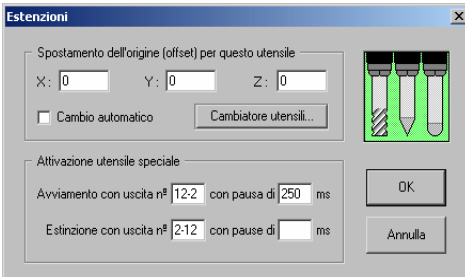 Estenzioni
Spostamento dell'origine (offset) per questo utensile
X: 0 Y: 0 Z: 0
Cambio automatico Cambiatore utensili...
Attivazione utensile speciale
Avviamento con uscita nº 12-2 con pausa di 250 ms
Estinzione con uscita nº 2-12 con pause di ms
OK
Annulla